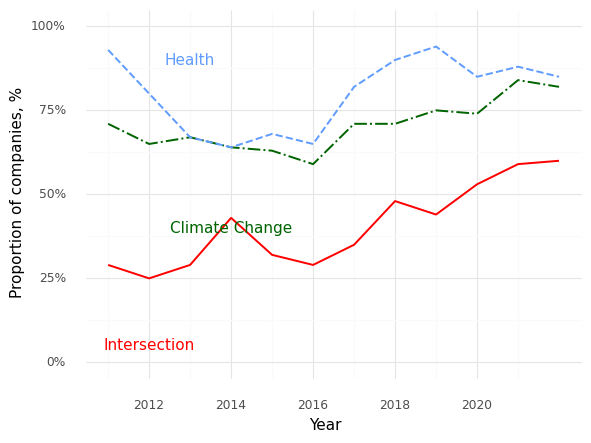 100%
Health
75%
50%
Climate Change
25%
Intersection
0%
2012 2014 2016 2018 2020
Year
Proportion of companies, %